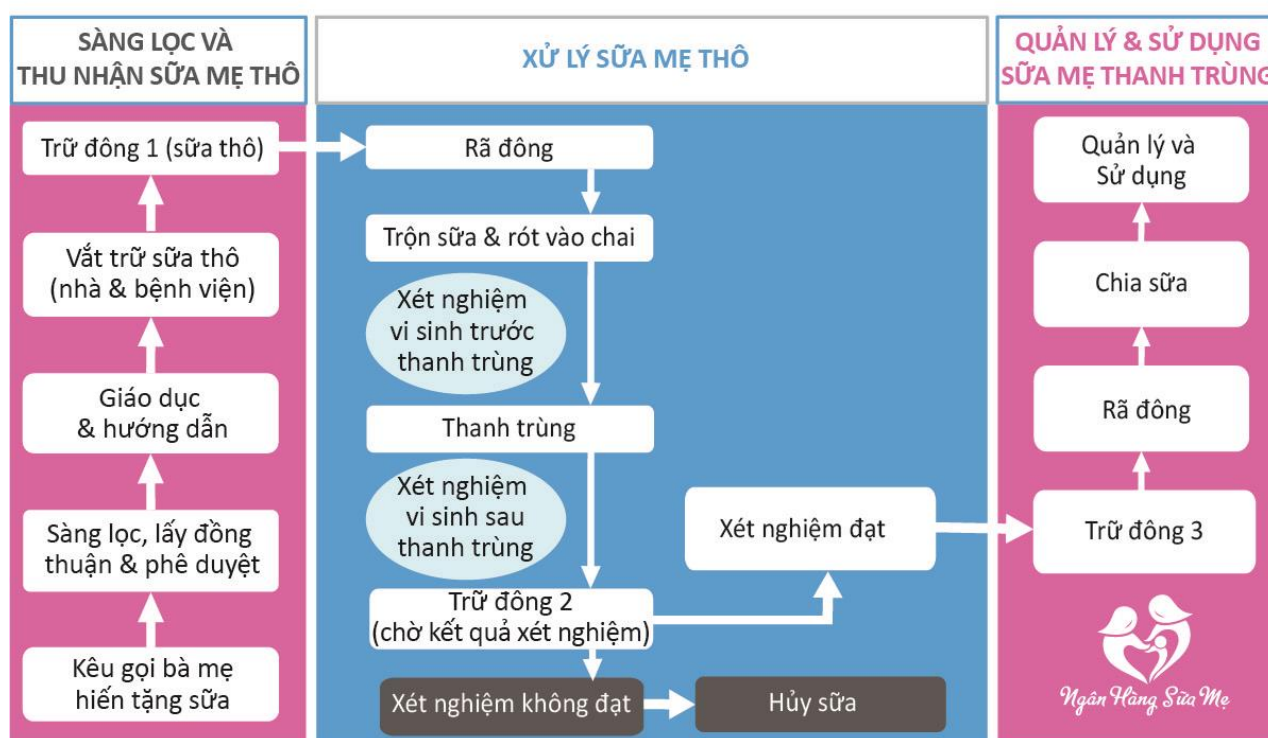 SÀNG LỌC VÀ
THU NHẬN SỮA MẸ THÔ
XỬ LÝ SỮA MẸ THÔ
QUẢN LÝ & SỬ DỤNG
SỮA MẸ THANH TRÙNG
Trữ đông 1 (sữa thô)
Vắt trữ sữa thô
(nhà & bệnh viện)
Giáo dục
& hướng dẫn
Sàng lọc, lấy đồng
thuận & phê duyệt
Kêu gọi bà mẹ
hiến tặng sữa
Rã đông
Trộn sữa & rót vào chai
Xét nghiệm
vi sinh trước
thanh trùng
Thanh trùng
Xét nghiệm
vi sinh sau
thanh trùng
Trữ đông 2
(chờ kết quả xét nghiệm)
Xét nghiệm không đạt
Hủy sữa
Xét nghiệm đạt
Quản lý và
Sử dụng
Chia sữa
Rã đông
Trữ đông 3
Ngân Hàng Sữa Mẹ